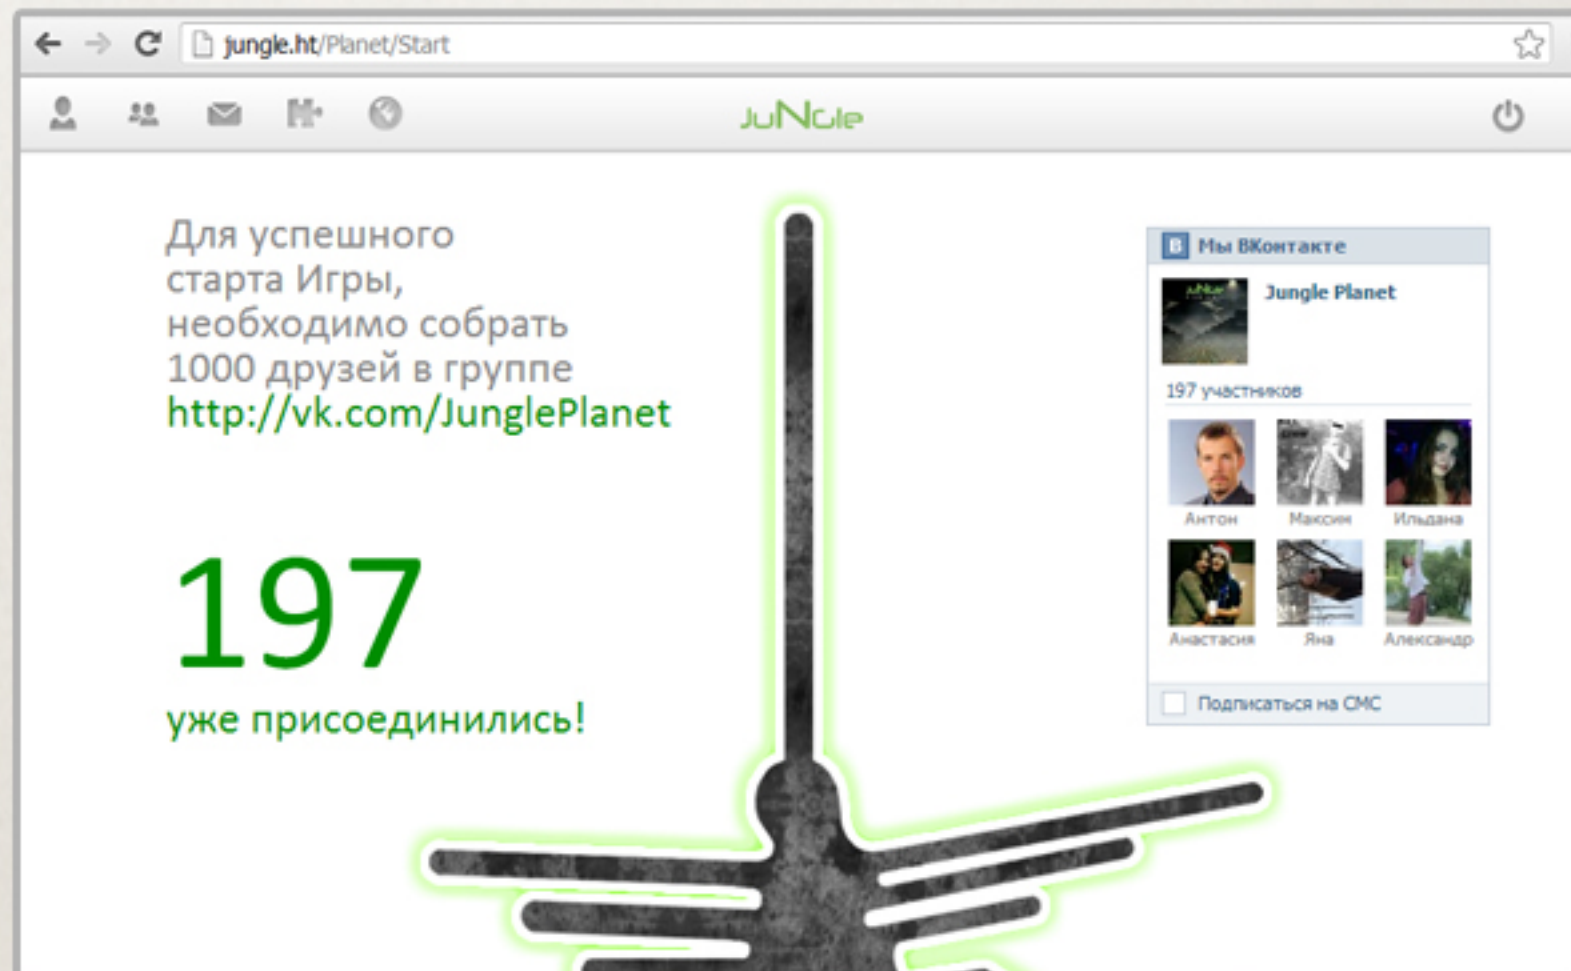 jungle.ht/Planet/Start
JuNGle
Для успешного
старта Игры,
необходимо собрать
1000 друзей в группе
http://vk.com/JunglePlanet
197
уже присоединились!
В Мы ВКонтакте
Jungle Planet
197 участников
Антон Максим Ильдана
Анастасия Яна Александр
Подписаться на СМС